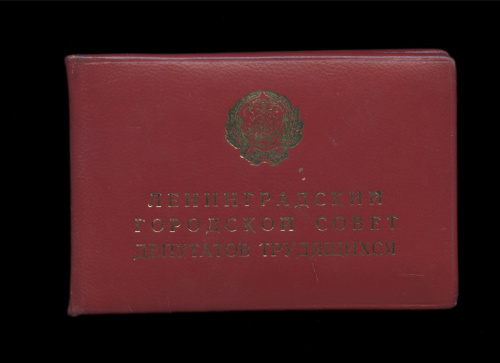 ЛЕНИНГРАДСКИЙ
ГОРОДСКОЙ СОВЕТ
ДЕПУТАТОВ ТРУДЯЩИХСЯ